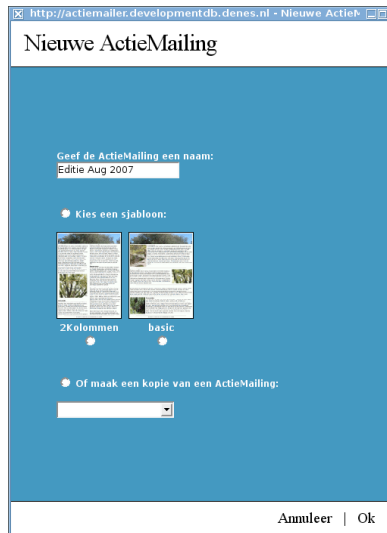 http://actiemailer.developmentdb.denes.nl - Nieuwe ActieM
Nieuwe ActieMailing
Geef de ActieMailing een naam:
Editie Aug 2007
Kies een sjabloon:
2Kolommen basic
Of maak een kopie van een ActieMailing:
Annuleer | Ok